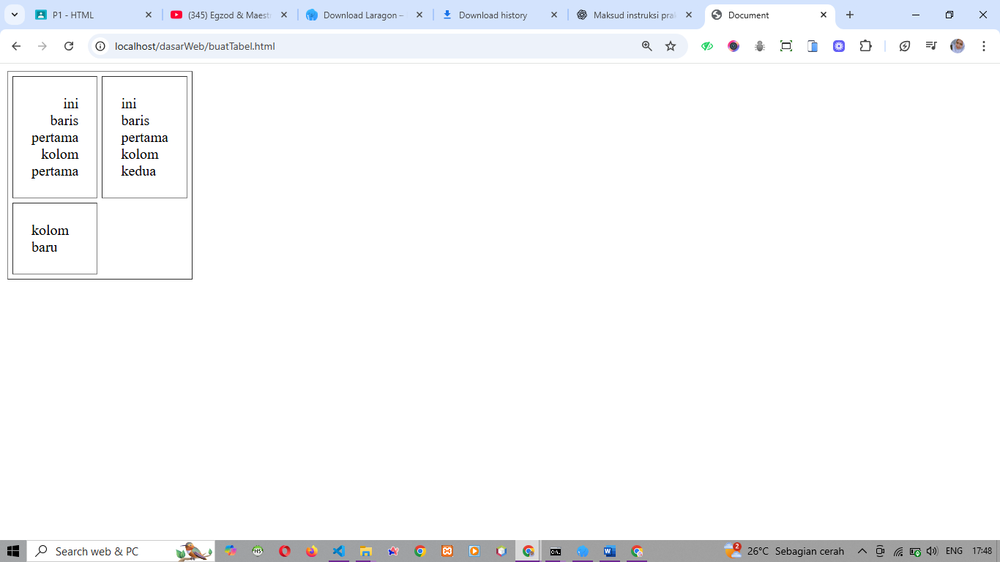 P1 - HTML
(345) Egzod & Maest
Download Laragon –
Download history
Maksud instruksi pra
Document
localhost/dasarWeb/buatTabel.html
ini
baris
pertama
kolom
pertama
ini
baris
pertama
kolom
kedua
kolom
baru
Search web & PC
HS
C:\.
W
2
26°C Sebagian cerah
ENG
17:48